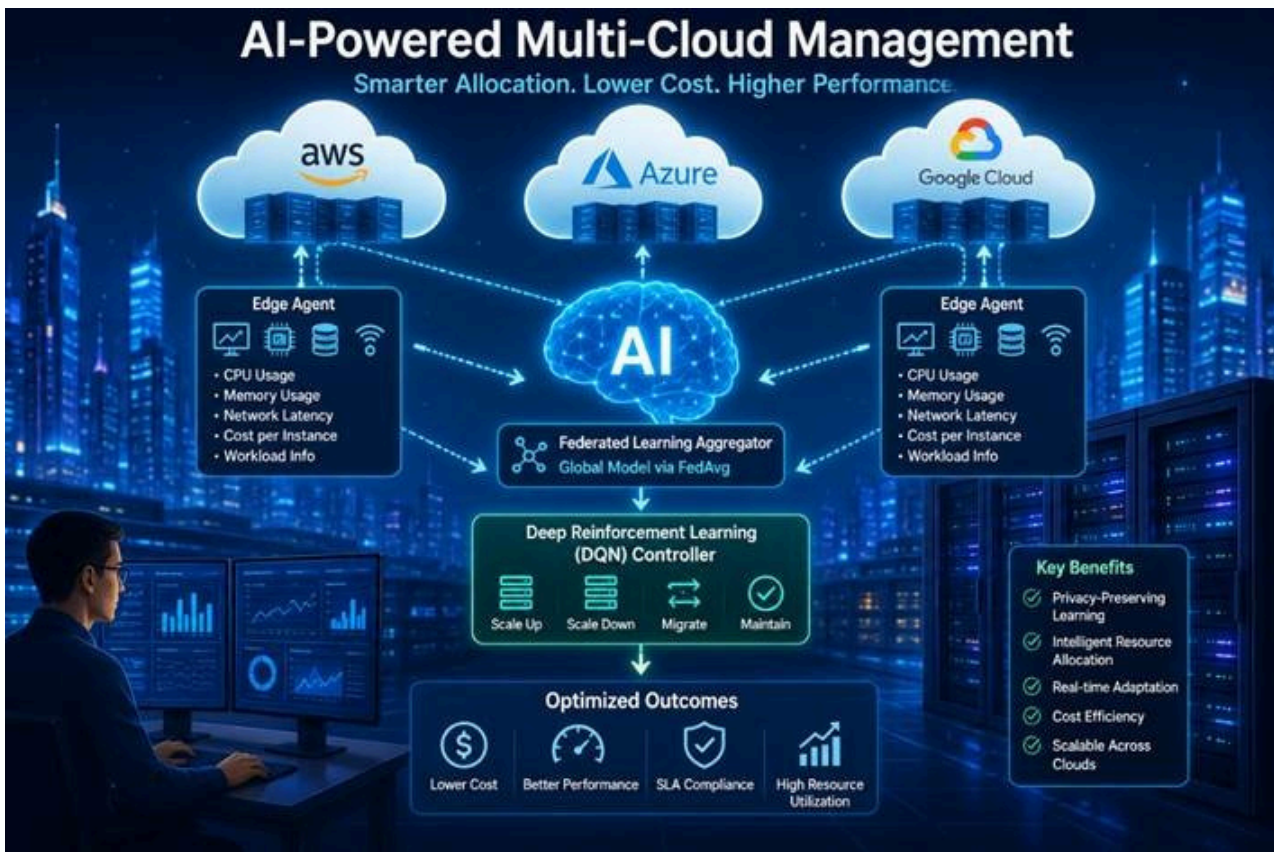 AI-Powered Multi-Cloud Management
Smarter Allocation. Lower Cost. Higher Performance.
aws
Azure
Google Cloud
Edge Agent
• CPU Usage
• Memory Usage
• Network Latency
• Cost per Instance
• Workload Info
AI
Edge Agent
• CPU Usage
• Memory Usage
• Network Latency
• Cost per Instance
• Workload Info
Federated Learning Aggregator
Global Model via FedAvg
Deep Reinforcement Learning
(DQN) Controller
Scale Up
Scale Down
Migrate
Maintain
Optimized Outcomes
$
Lower Cost
Better Performance
SLA Compliance
High Resource
Utilization
Key Benefits
Privacy-Preserving
Learning
Intelligent Resource
Allocation
Real-time Adaptation
Cost Efficiency
Scalable Across
Clouds